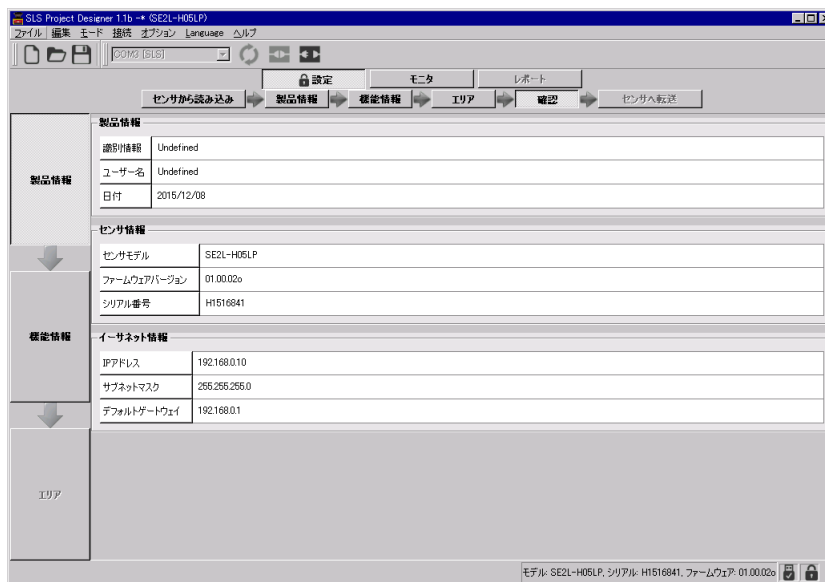 SLS Project Designer 1.1b -* (SE2L-H05LP)
ファイル 編集 モード 接続 オプション Language ヘルプ
COM3 [SLS]
設定 モニタ レポート
センサから読み込み 製品情報 機能情報 エリア 確認 センサへ転送
製品情報
製品情報
識別情報 Undefined
ユーザー名 Undefined
日付 2015/12/08
センサ情報
センサモデル SE2L-H05LP
ファームウェアバージョン 01.00.02o
シリアル番号 H1516841
機能情報
イーサネット情報
IPアドレス 192.168.0.10
サブネットマスク 255.255.255.0
デフォルトゲートウェイ 192.168.0.1
エリア
モデル: SE2L-H05LP, シリアル: H1516841, ファームウェア: 01.00.02o